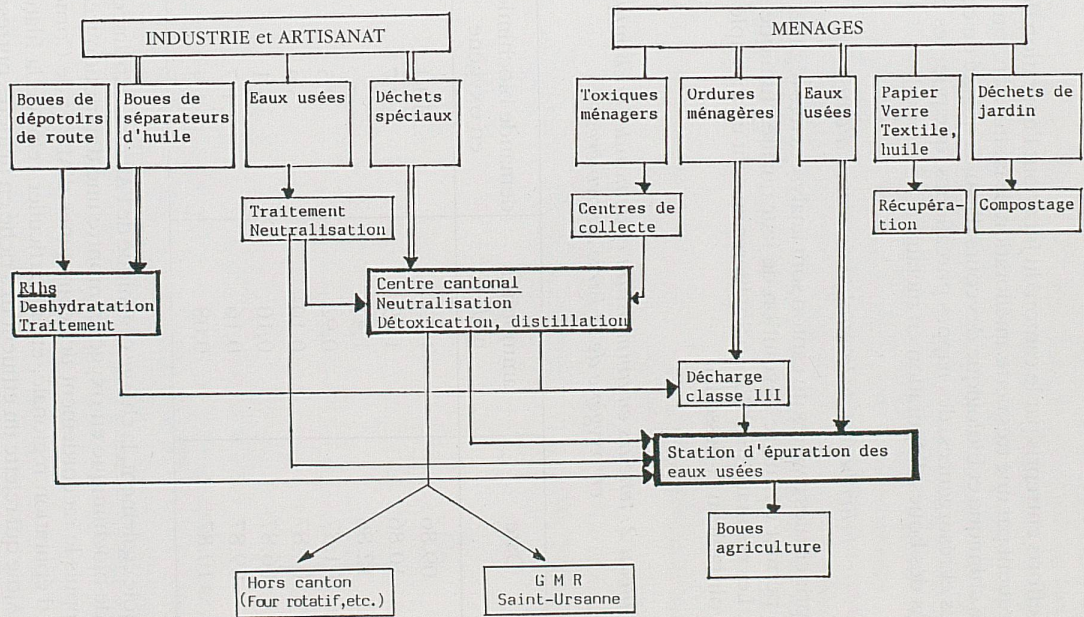 INDUSTRIE et ARTISANAT
MENAGES
Boues de
dépotoirs
de route
Boues de
séparateurs
d'huile
Eaux usées
Déchets
spéciaux
Toxiques
ménagers
Ordures
ménagères
Eaux
usées
Papier
Verre
Textile,
huile
Déchets de
jardin
Traitement
Neutralisation
Centres de
collecte
Récupéra-
tion
Compostage
Rihs
Deshydratation
Traitement
Centre cantonal
Neutralisation
Détoxication, distillation
Décharge
classe III
Station d'épuration des
eaux usées
Boues
agriculture
Hors canton
(Four rotatif,etc.)
G M R
Saint-Ursanne